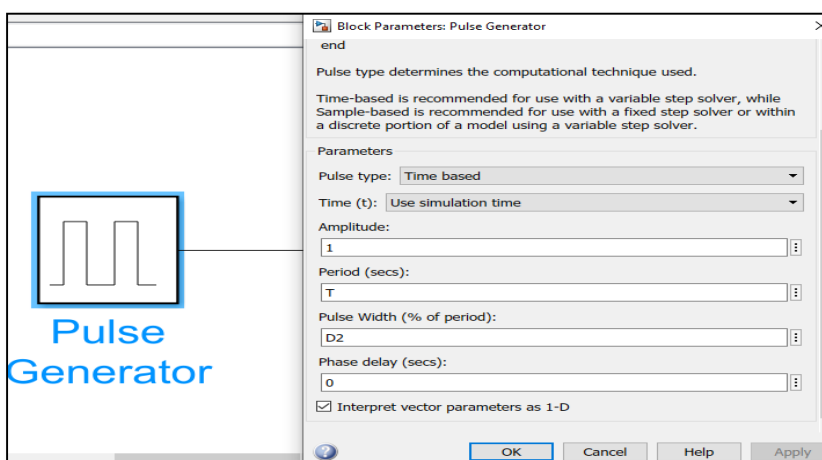 Block Parameters: Pulse Generator
end
Pulse type determines the computational technique used.
Time-based is recommended for use with a variable step solver, while
Sample-based is recommended for use with a fixed step solver or within
a discrete portion of a model using a variable step solver.
Parameters
Pulse type: Time based
Time (t): Use simulation time
Amplitude:
1
Period (secs):
T
Pulse Width (% of period):
D2
Phase delay (secs):
0
Interpret vector parameters as 1-D
OK Cancel Help Apply
Pulse
Generator